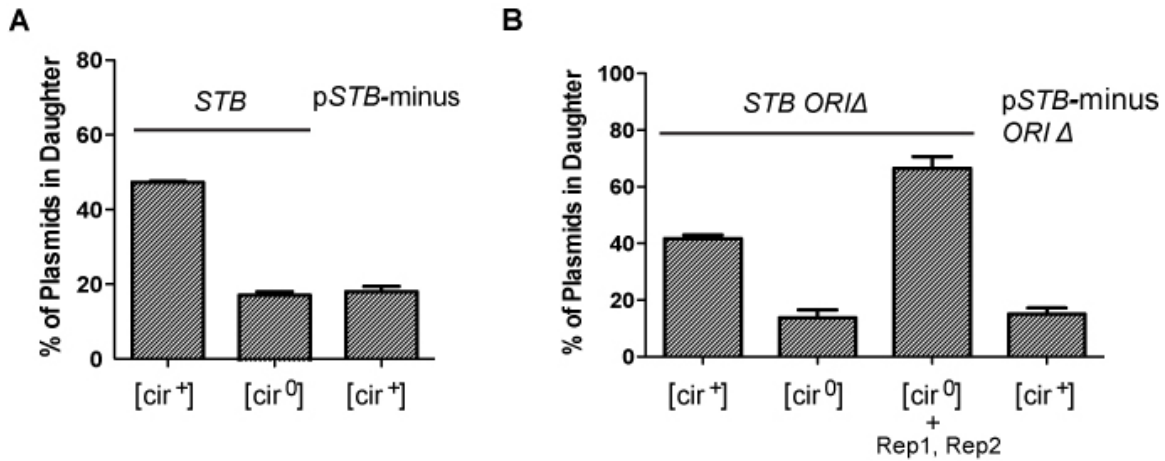 A
% of Plasmids in Daughter
80
60
40
20
0
STB
pSTB-minus
[cir⁺]
[cir⁰]
[cir⁺]
B
% of Plasmids in Daughter
100
80
60
40
20
0
STB ORIΔ
pSTB-minus
ORI Δ
[cir⁺]
[cir⁰]
[cir⁰]
+
Rep1, Rep2
[cir⁺]